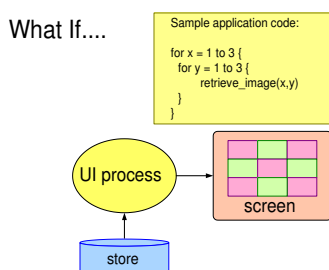 What If....
Sample application code:
for x = 1 to 3 {
for y = 1 to 3 {
retrieve_image(x,y)
}
}
UI process
screen
store